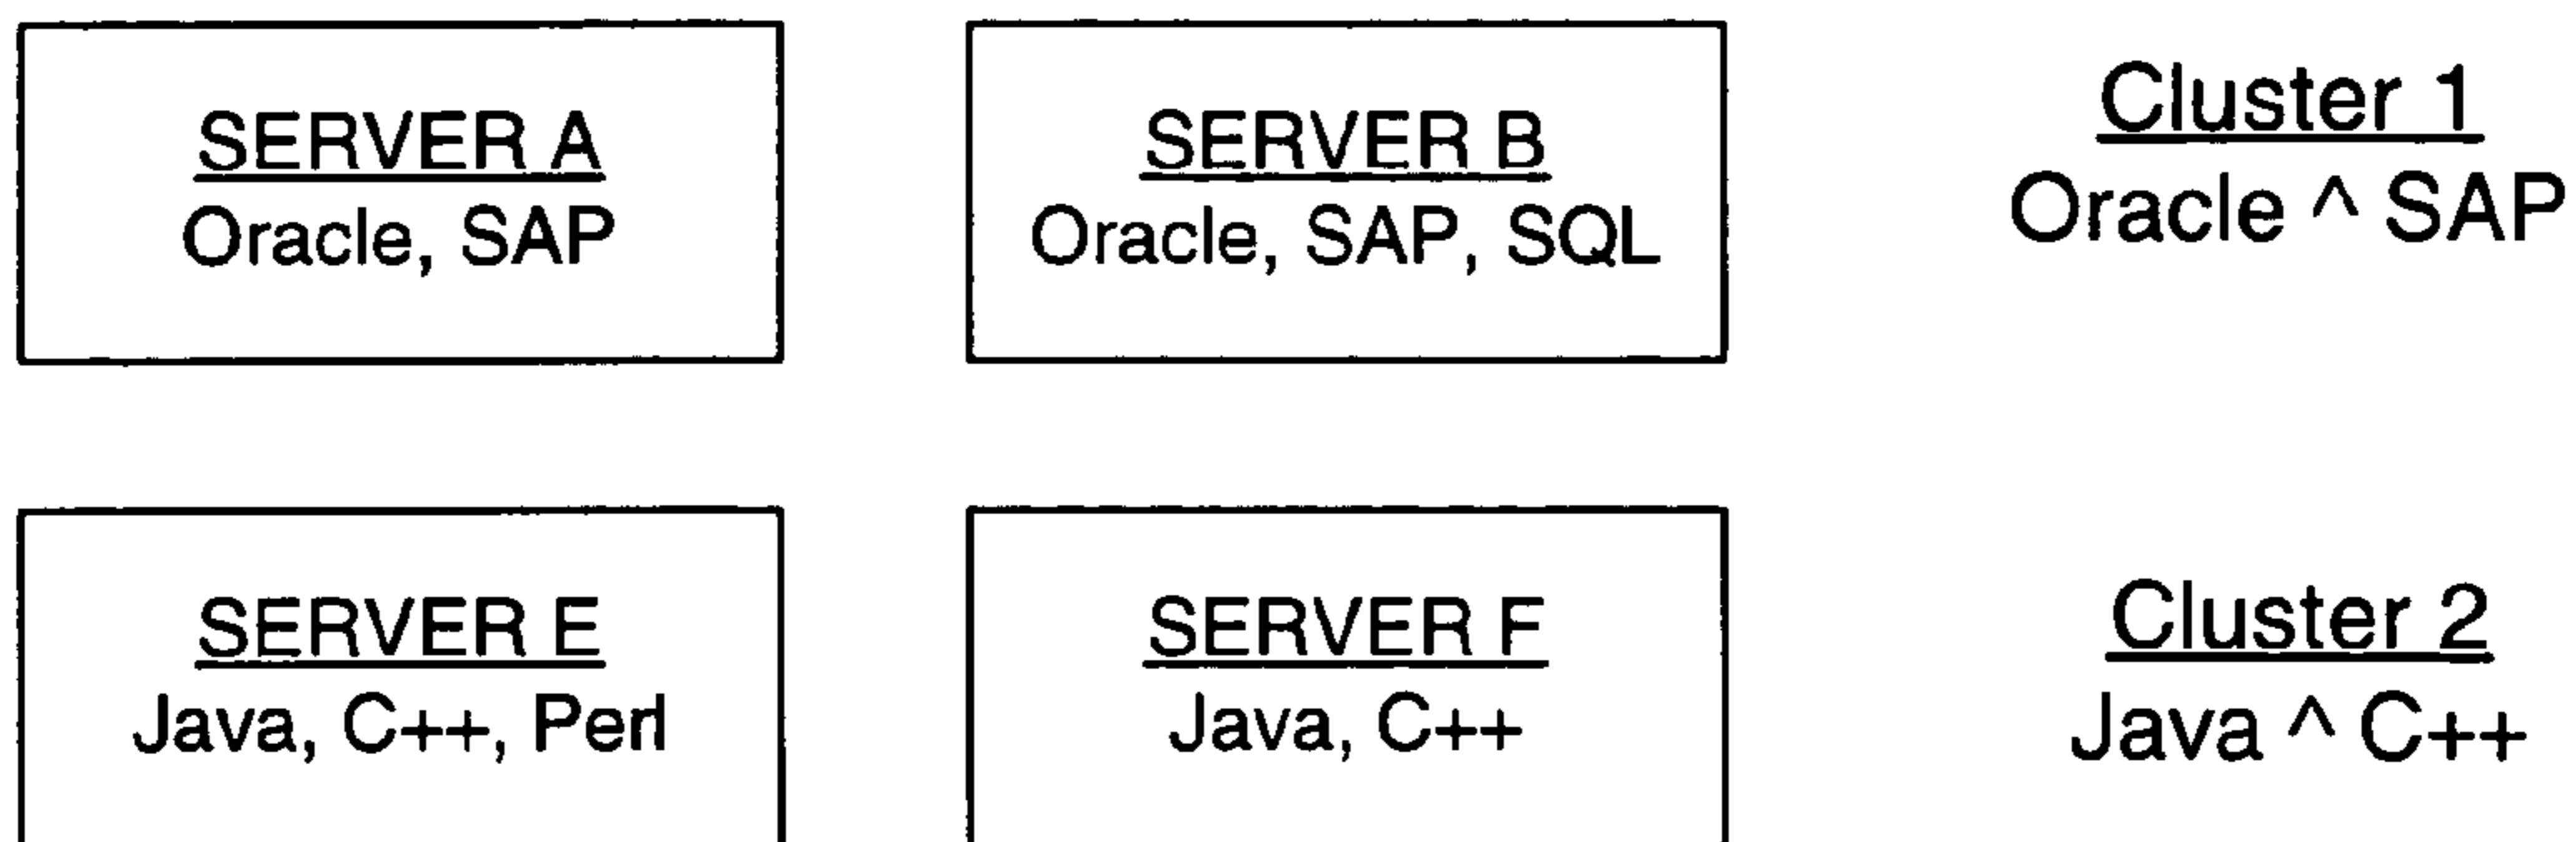 SERVER A
Oracle, SAP
SERVER B
Oracle, SAP, SQL
Cluster 1
Oracle ^ SAP
SERVER E
Java, C++, Perl
SERVER F
Java, C++
Cluster 2
Java ^ C++